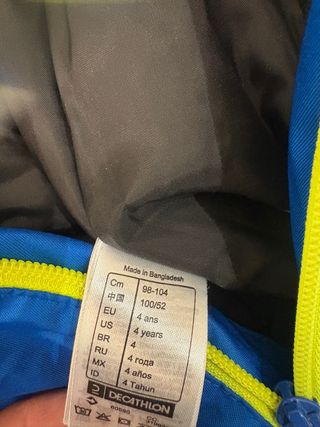 Made in Bangladesh
Cm 98-104
中国 100/52
EU 4 ans
US 4 years
BR 4
RU 4 года
MX 4 años
ID 4 Tahun
DECATHLON